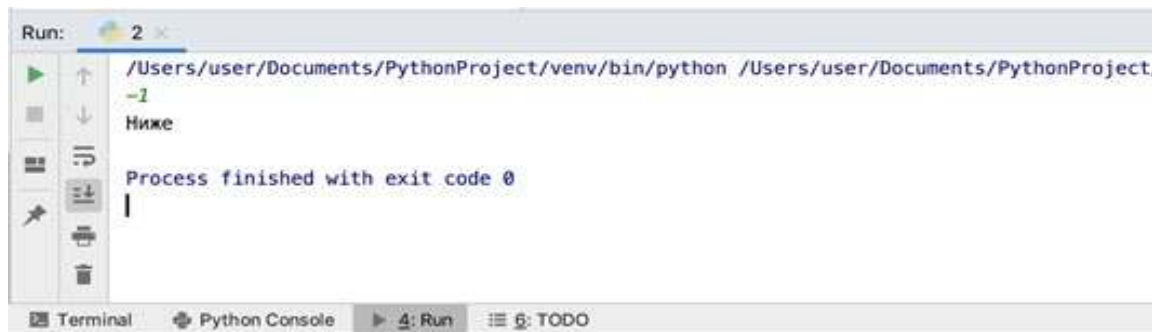 Run: 2 ×
/Users/user/Documents/PythonProject/venv/bin/python /Users/user/Documents/PythonProject/
-1
Ниже
Process finished with exit code 0
Terminal Python Console 4: Run 6: TODO